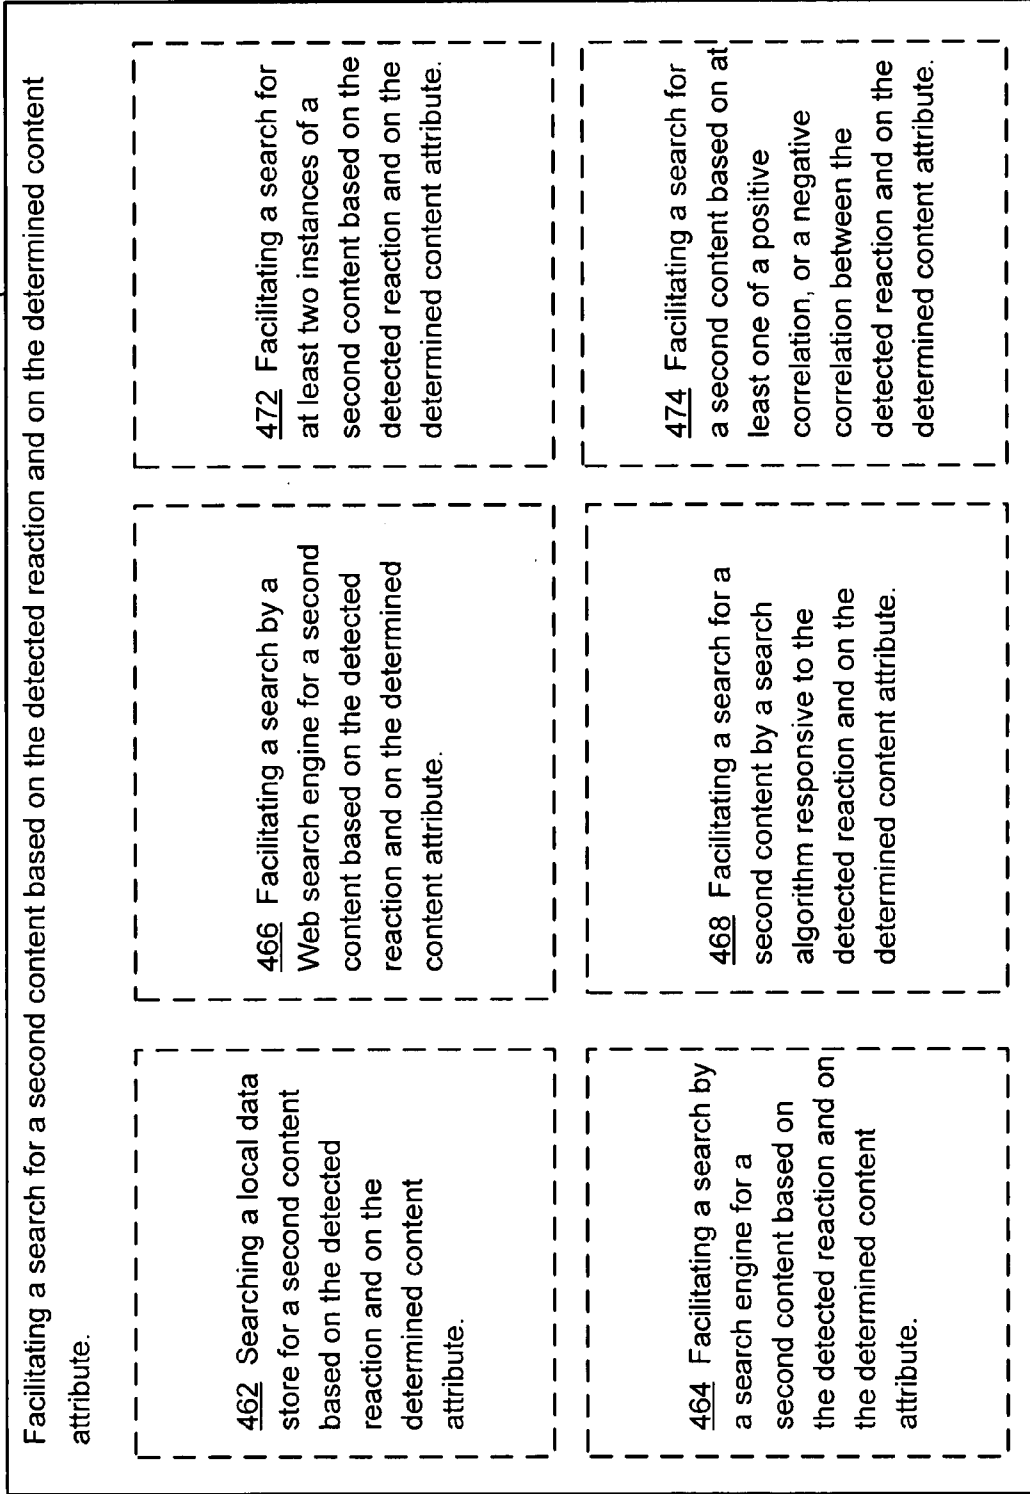 Facilitating a search for a second content based on the detected reaction and on the determined content
attribute.
462 Searching a local data
store for a second content
based on the detected
reaction and on the
determined content
attribute.
464 Facilitating a search by
a search engine for a
second content based on
the detected reaction and on
the determined content
attribute.
466 Facilitating a search by a
Web search engine for a second
content based on the detected
reaction and on the determined
content attribute.
468 Facilitating a search for a
second content by a search
algorithm responsive to the
detected reaction and on the
determined content attribute.
472 Facilitating a search for
at least two instances of a
second content based on the
detected reaction and on the
determined content attribute.
474 Facilitating a search for
a second content based on at
least one of a positive
correlation, or a negative
correlation between the
detected reaction and on the
determined content attribute.